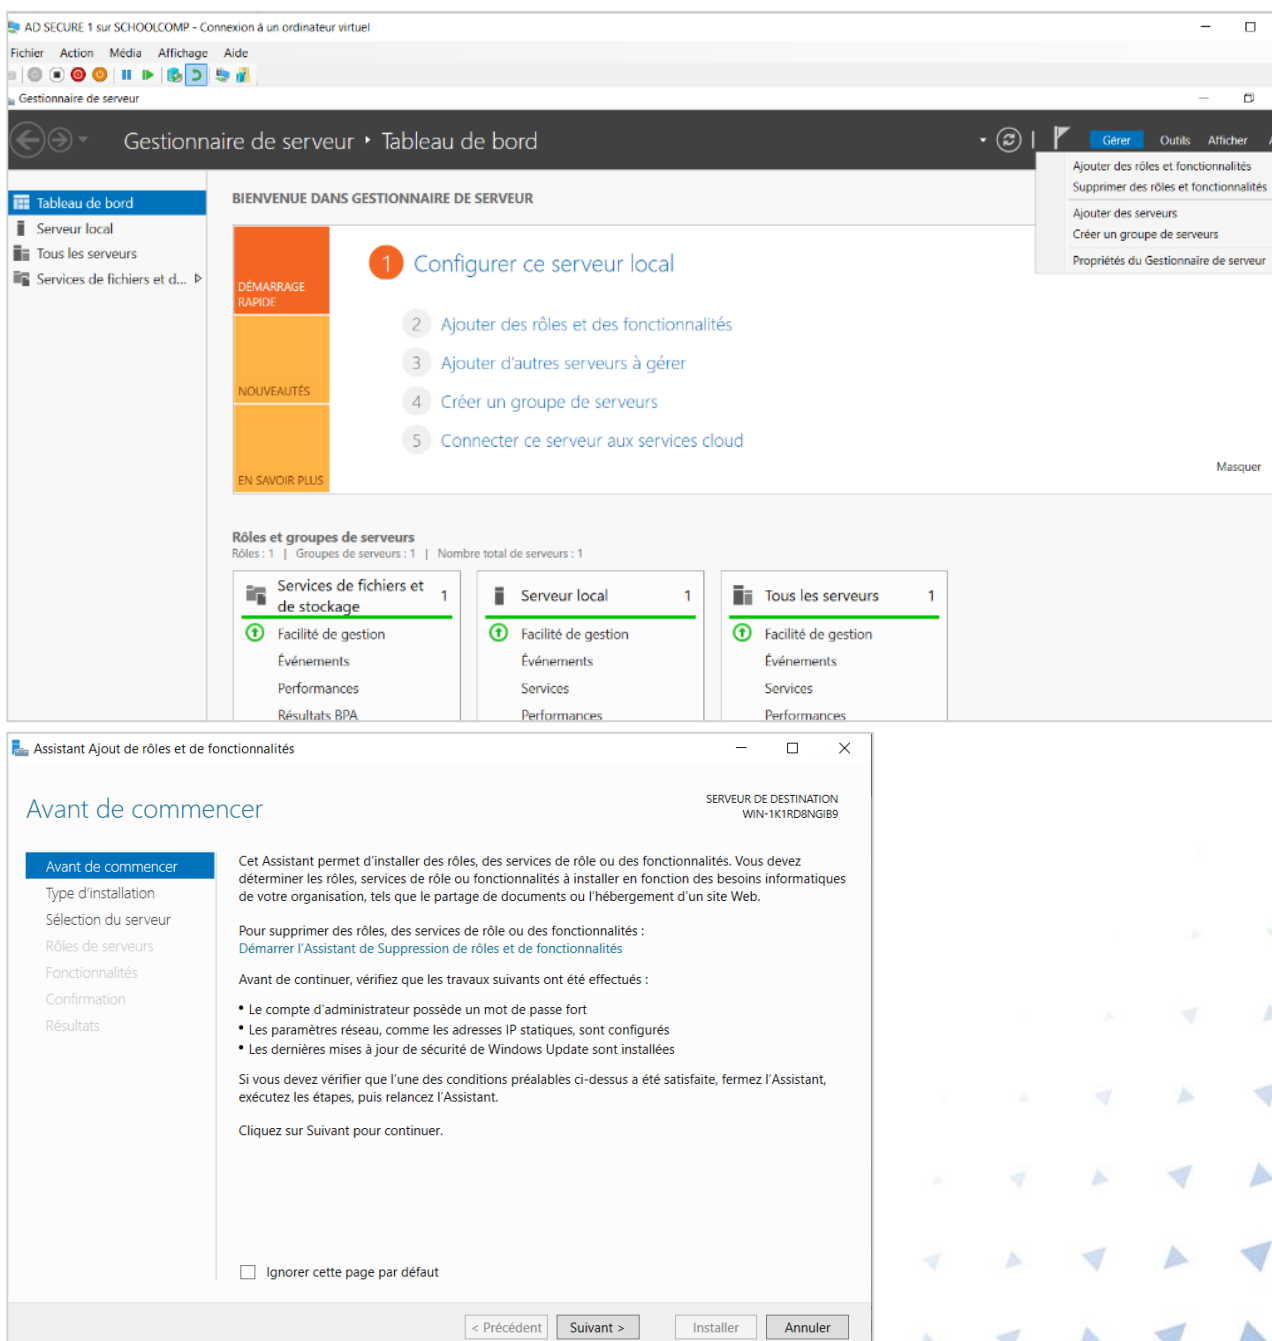 AD SECURE 1 sur SCHOOLCOMP - Connexion à un ordinateur virtuel
Fichier Action Média Affichage Aide
Gestionnaire de serveur
Gestionnaire de serveur • Tableau de bord
Gérer Outils Afficher
Ajouter des rôles et fonctionnalités
Supprimer des rôles et fonctionnalités
Ajouter des serveurs
Créer un groupe de serveurs
Propriétés du Gestionnaire de serveur
Tableau de bord
Serveur local
Tous les serveurs
Services de fichiers et d...
BIENVENUE DANS GESTIONNAIRE DE SERVEUR
DÉMARRAGE
RAPIDE
NOUVEAUTÉS
EN SAVOIR PLUS
1 Configurer ce serveur local
2 Ajouter des rôles et des fonctionnalités
3 Ajouter d'autres serveurs à gérer
4 Créer un groupe de serveurs
5 Connecter ce serveur aux services cloud
Masquer
Rôles et groupes de serveurs
Rôles : 1 | Groupes de serveurs : 1 | Nombre total de serveurs : 1
Services de fichiers et
de stockage 1
Facilité de gestion
Événements
Performances
Résultats BPA
Serveur local 1
Facilité de gestion
Événements
Services
Performances
Tous les serveurs 1
Facilité de gestion
Événements
Services
Performances
Assistant Ajout de rôles et de fonctionnalités
Avant de commencer
SERVEUR DE DESTINATION
WIN-1K1RD8NGIB9
Avant de commencer
Type d'installation
Sélection du serveur
Rôles de serveurs
Fonctionnalités
Confirmation
Résultats
Cet Assistant permet d'installer des rôles, des services de rôle ou des fonctionnalités. Vous devez
déterminer les rôles, services de rôle ou fonctionnalités à installer en fonction des besoins informatiques
de votre organisation, tels que le partage de documents ou l'hébergement d'un site Web.
Pour supprimer des rôles, des services de rôle ou des fonctionnalités :
Démarrer l'Assistant de Suppression de rôles et de fonctionnalités
Avant de continuer, vérifiez que les travaux suivants ont été effectués :
• Le compte d'administrateur possède un mot de passe fort
• Les paramètres réseau, comme les adresses IP statiques, sont configurés
• Les dernières mises à jour de sécurité de Windows Update sont installées
Si vous devez vérifier que l'une des conditions préalables ci-dessus a été satisfaite, fermez l'Assistant,
exécutez les étapes, puis relancez l'Assistant.
Cliquez sur Suivant pour continuer.
Ignorer cette page par défaut
< Précédent Suivant > Installer Annuler